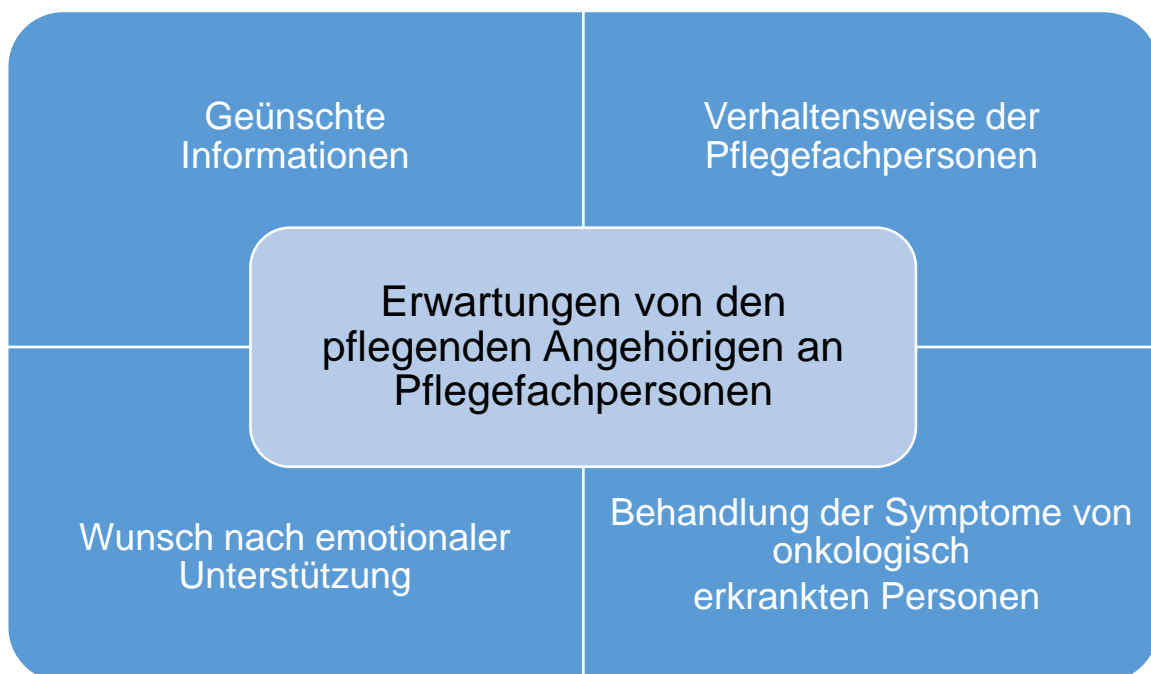 Geünschte
Informationen
Verhaltensweise der
Pflegefachpersonen
Erwartungen von den
pflegenden Angehörigen an
Pflegefachpersonen
Wunsch nach emotionaler
Unterstützung
Behandlung der Symptome von
onkologisch
erkrankten Personen